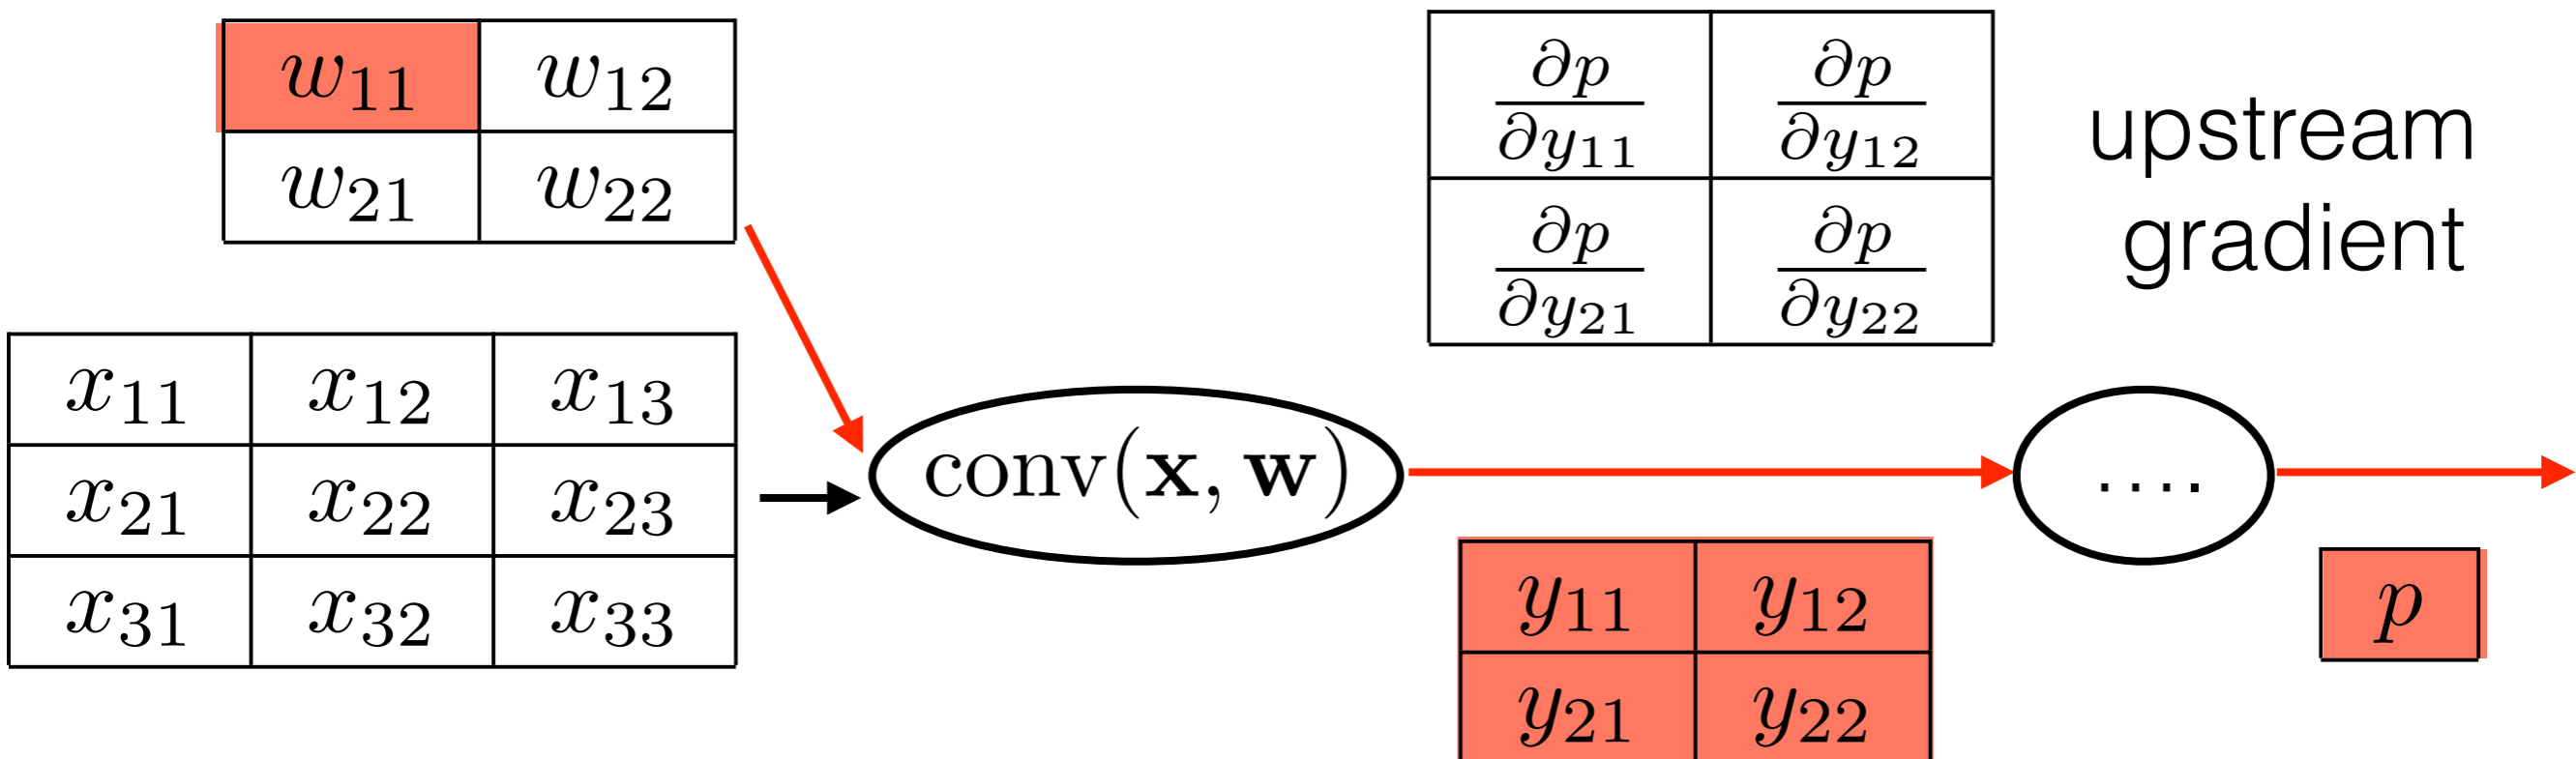 w₁₁ w₁₂
w₂₁ w₂₂
x₁₁ x₁₂ x₁₃
x₂₁ x₂₂ x₂₃
x₃₁ x₃₂ x₃₃
conv(𝐱, 𝐰)
∂p/∂y₁₁ ∂p/∂y₁₂
∂p/∂y₂₁ ∂p/∂y₂₂
upstream
gradient
y₁₁ y₁₂
y₂₁ y₂₂
....
p